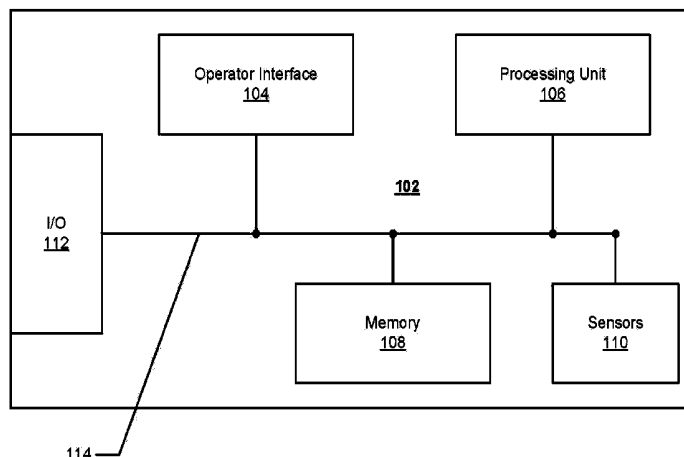 Operator Interface
104
Processing Unit
106
102
I/O
112
Memory
108
Sensors
110
114